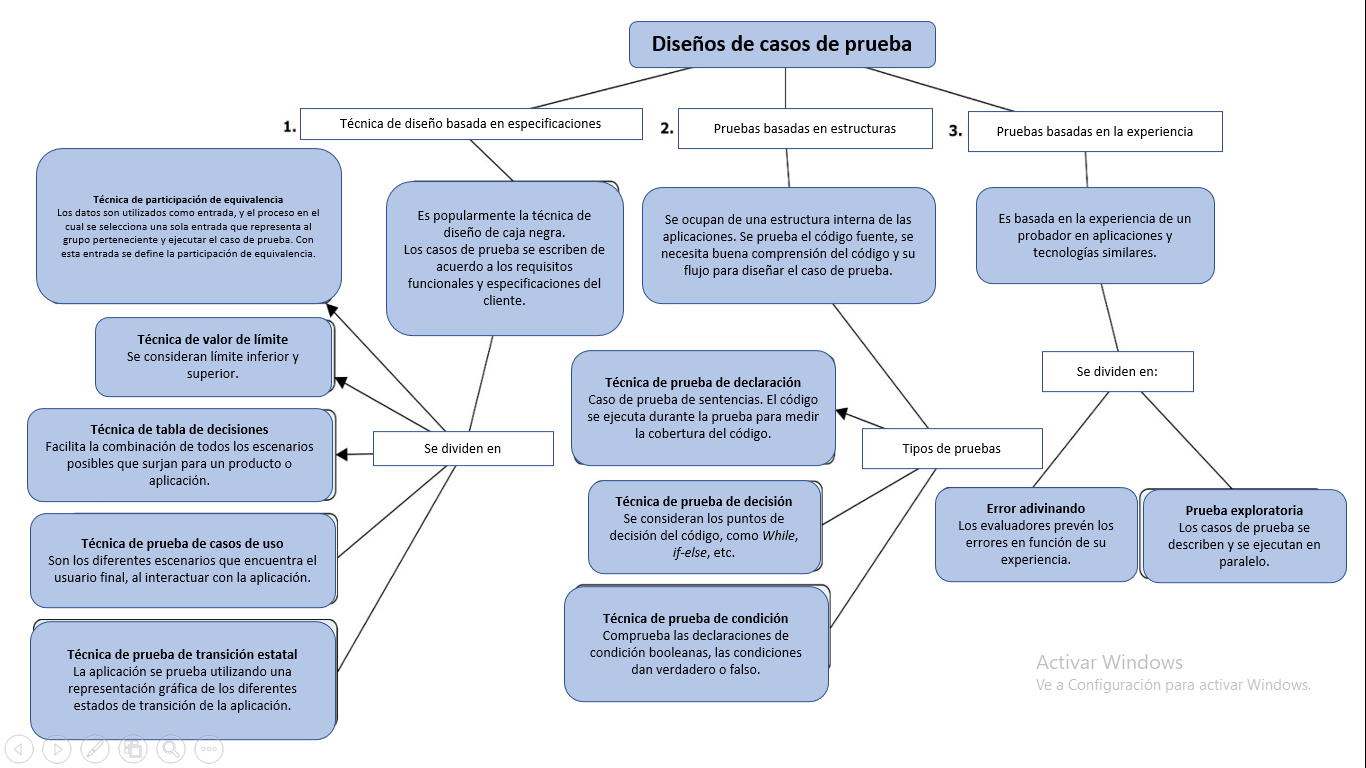 Diseños de casos de prueba
1.
Técnica de diseño basada en especificaciones
2.
Pruebas basadas en estructuras
3.
Pruebas basadas en la experiencia
Técnica de participación de equivalencia
Los datos son utilizados como entrada, y el proceso en el
cual se selecciona una sola entrada que representa al
grupo perteneciente y ejecutar el caso de prueba. Con
esta entrada se define la participación de equivalencia.
Es popularmente la técnica de
diseño de caja negra.
Los casos de prueba se escriben de
acuerdo a los requisitos
funcionales y especificaciones del
cliente.
Se ocupan de una estructura interna de las
aplicaciones. Se prueba el código fuente, se
necesita buena comprensión del código y su
flujo para diseñar el caso de prueba.
Es basada en la experiencia de un
probador en aplicaciones y
tecnologías similares.
Técnica de valor de límite
Se consideran límite inferior y
superior.
Técnica de tabla de decisiones
Facilita la combinación de todos los escenarios
posibles que surjan para un producto o
aplicación.
Se dividen en
Técnica de prueba de casos de uso
Son los diferentes escenarios que encuentra el
usuario final, al interactuar con la aplicación.
Técnica de prueba de transición estatal
La aplicación se prueba utilizando una
representación gráfica de los diferentes
estados de transición de la aplicación.
Técnica de prueba de declaración
Caso de prueba de sentencias. El código
se ejecuta durante la prueba para medir
la cobertura del código.
Tipos de pruebas
Técnica de prueba de decisión
Se consideran los puntos de
decisión del código, como While,
if-else, etc.
Técnica de prueba de condición
Comprueba las declaraciones de
condición booleanas, las condiciones
dan verdadero o falso.
Se dividen en:
Error adivinando
Los evaluadores prevén los
errores en función de su
experiencia.
Prueba exploratoria
Los casos de prueba se
describen y se ejecutan en
paralelo.
Activar Windows
Ve a Configuración para activar Windows.